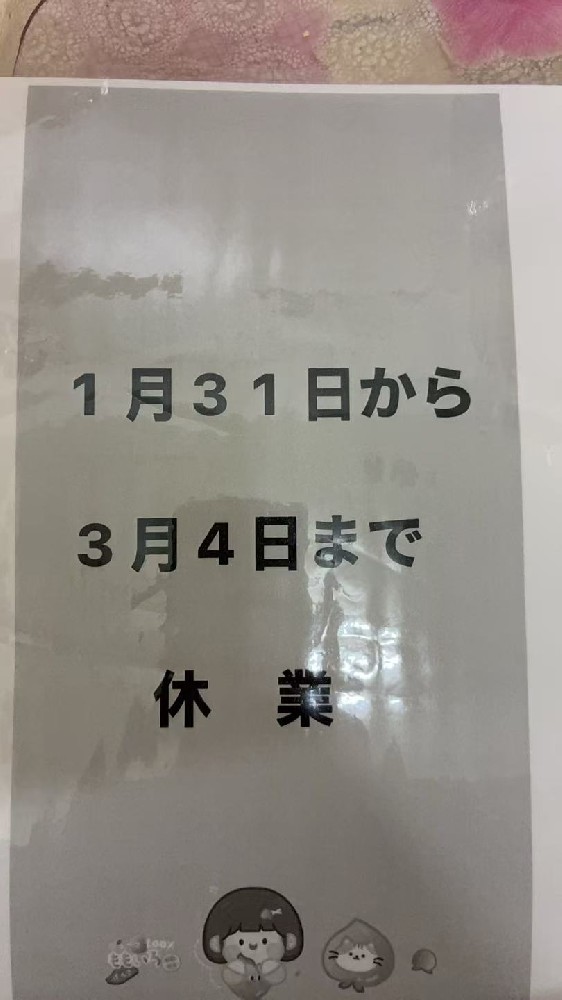 １月３１日から
３月４日まで
休　業